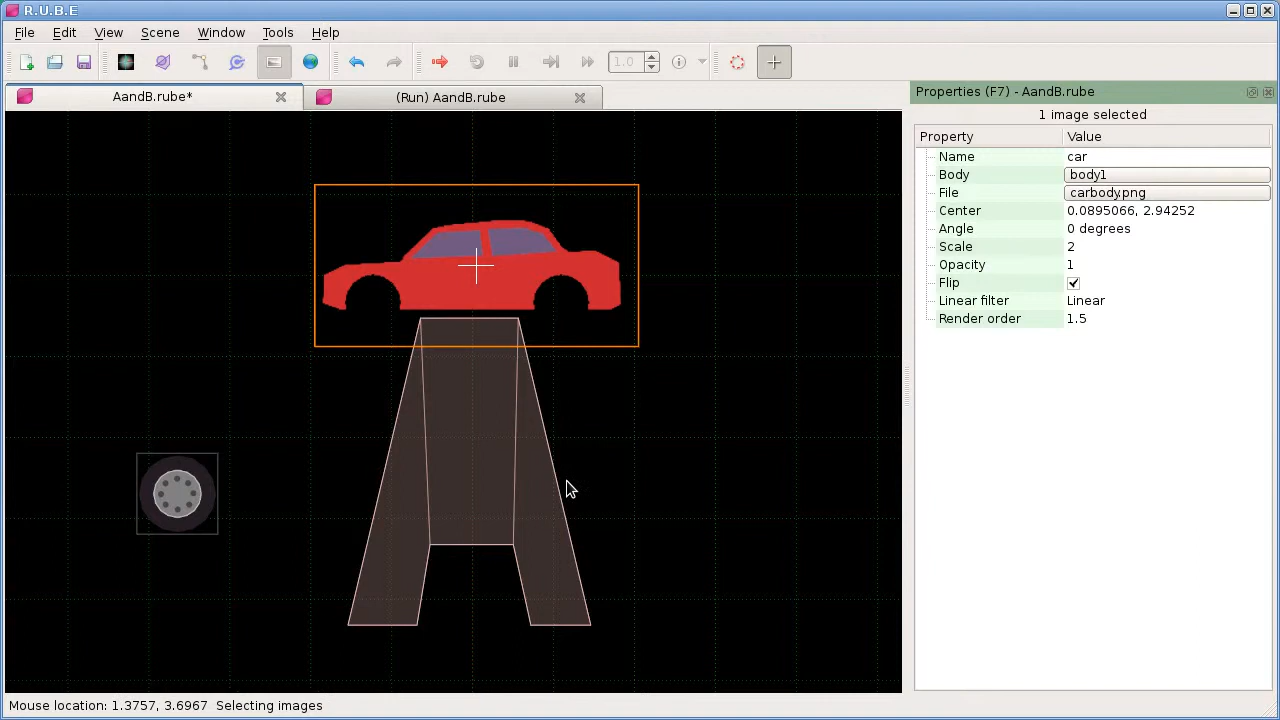 R.U.B.E
File Edit View Scene Window Tools Help
1.0
AandB.rube* (Run) AandB.rube
Properties (F7) - AandB.rube
1 image selected
Property Value
Name car
Body body1
File carbody.png
Center 0.0895066, 2.94252
Angle 0 degrees
Scale 2
Opacity 1
Flip
Linear filter Linear
Render order 1.5
Mouse location: 1.3757, 3.6967 Selecting images